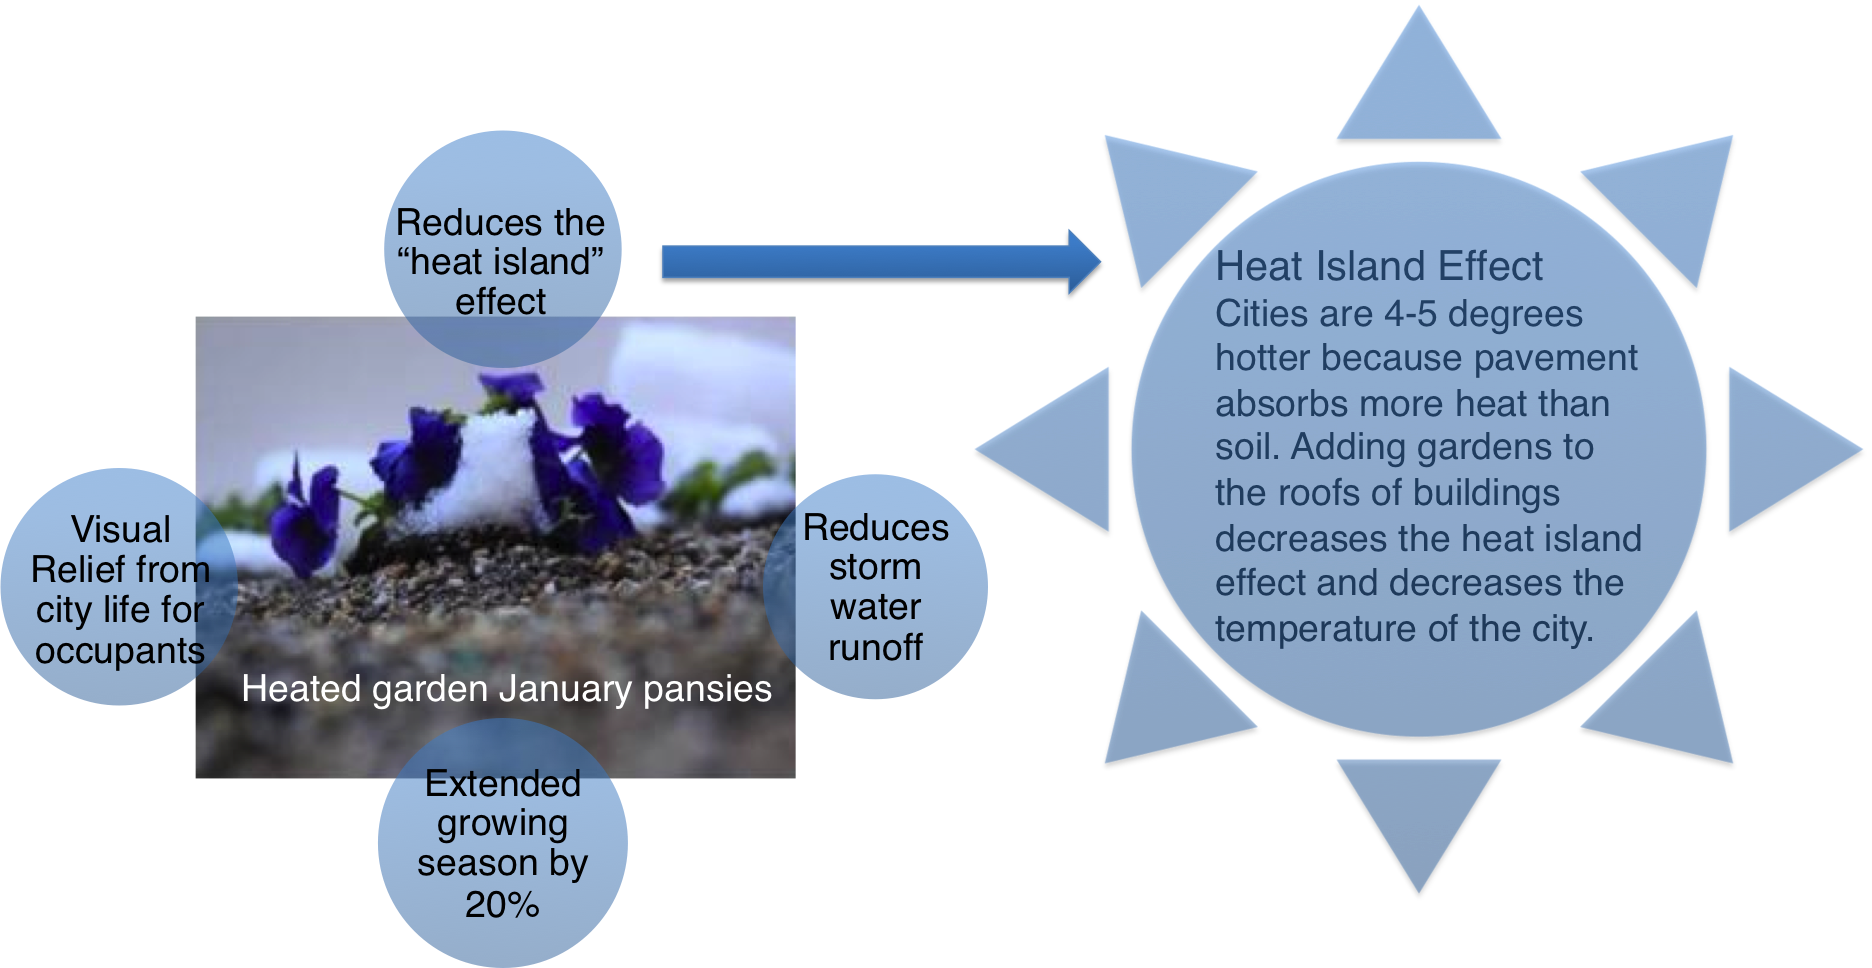 Reduces the
“heat island”
effect
Visual
Relief from
city life for
occupants
Reduces
storm
water
runoff
Heated garden January pansies
Extended
growing
season by
20%
Heat Island Effect
Cities are 4-5 degrees
hotter because pavement
absorbs more heat than
soil. Adding gardens to
the roofs of buildings
decreases the heat island
effect and decreases the
temperature of the city.